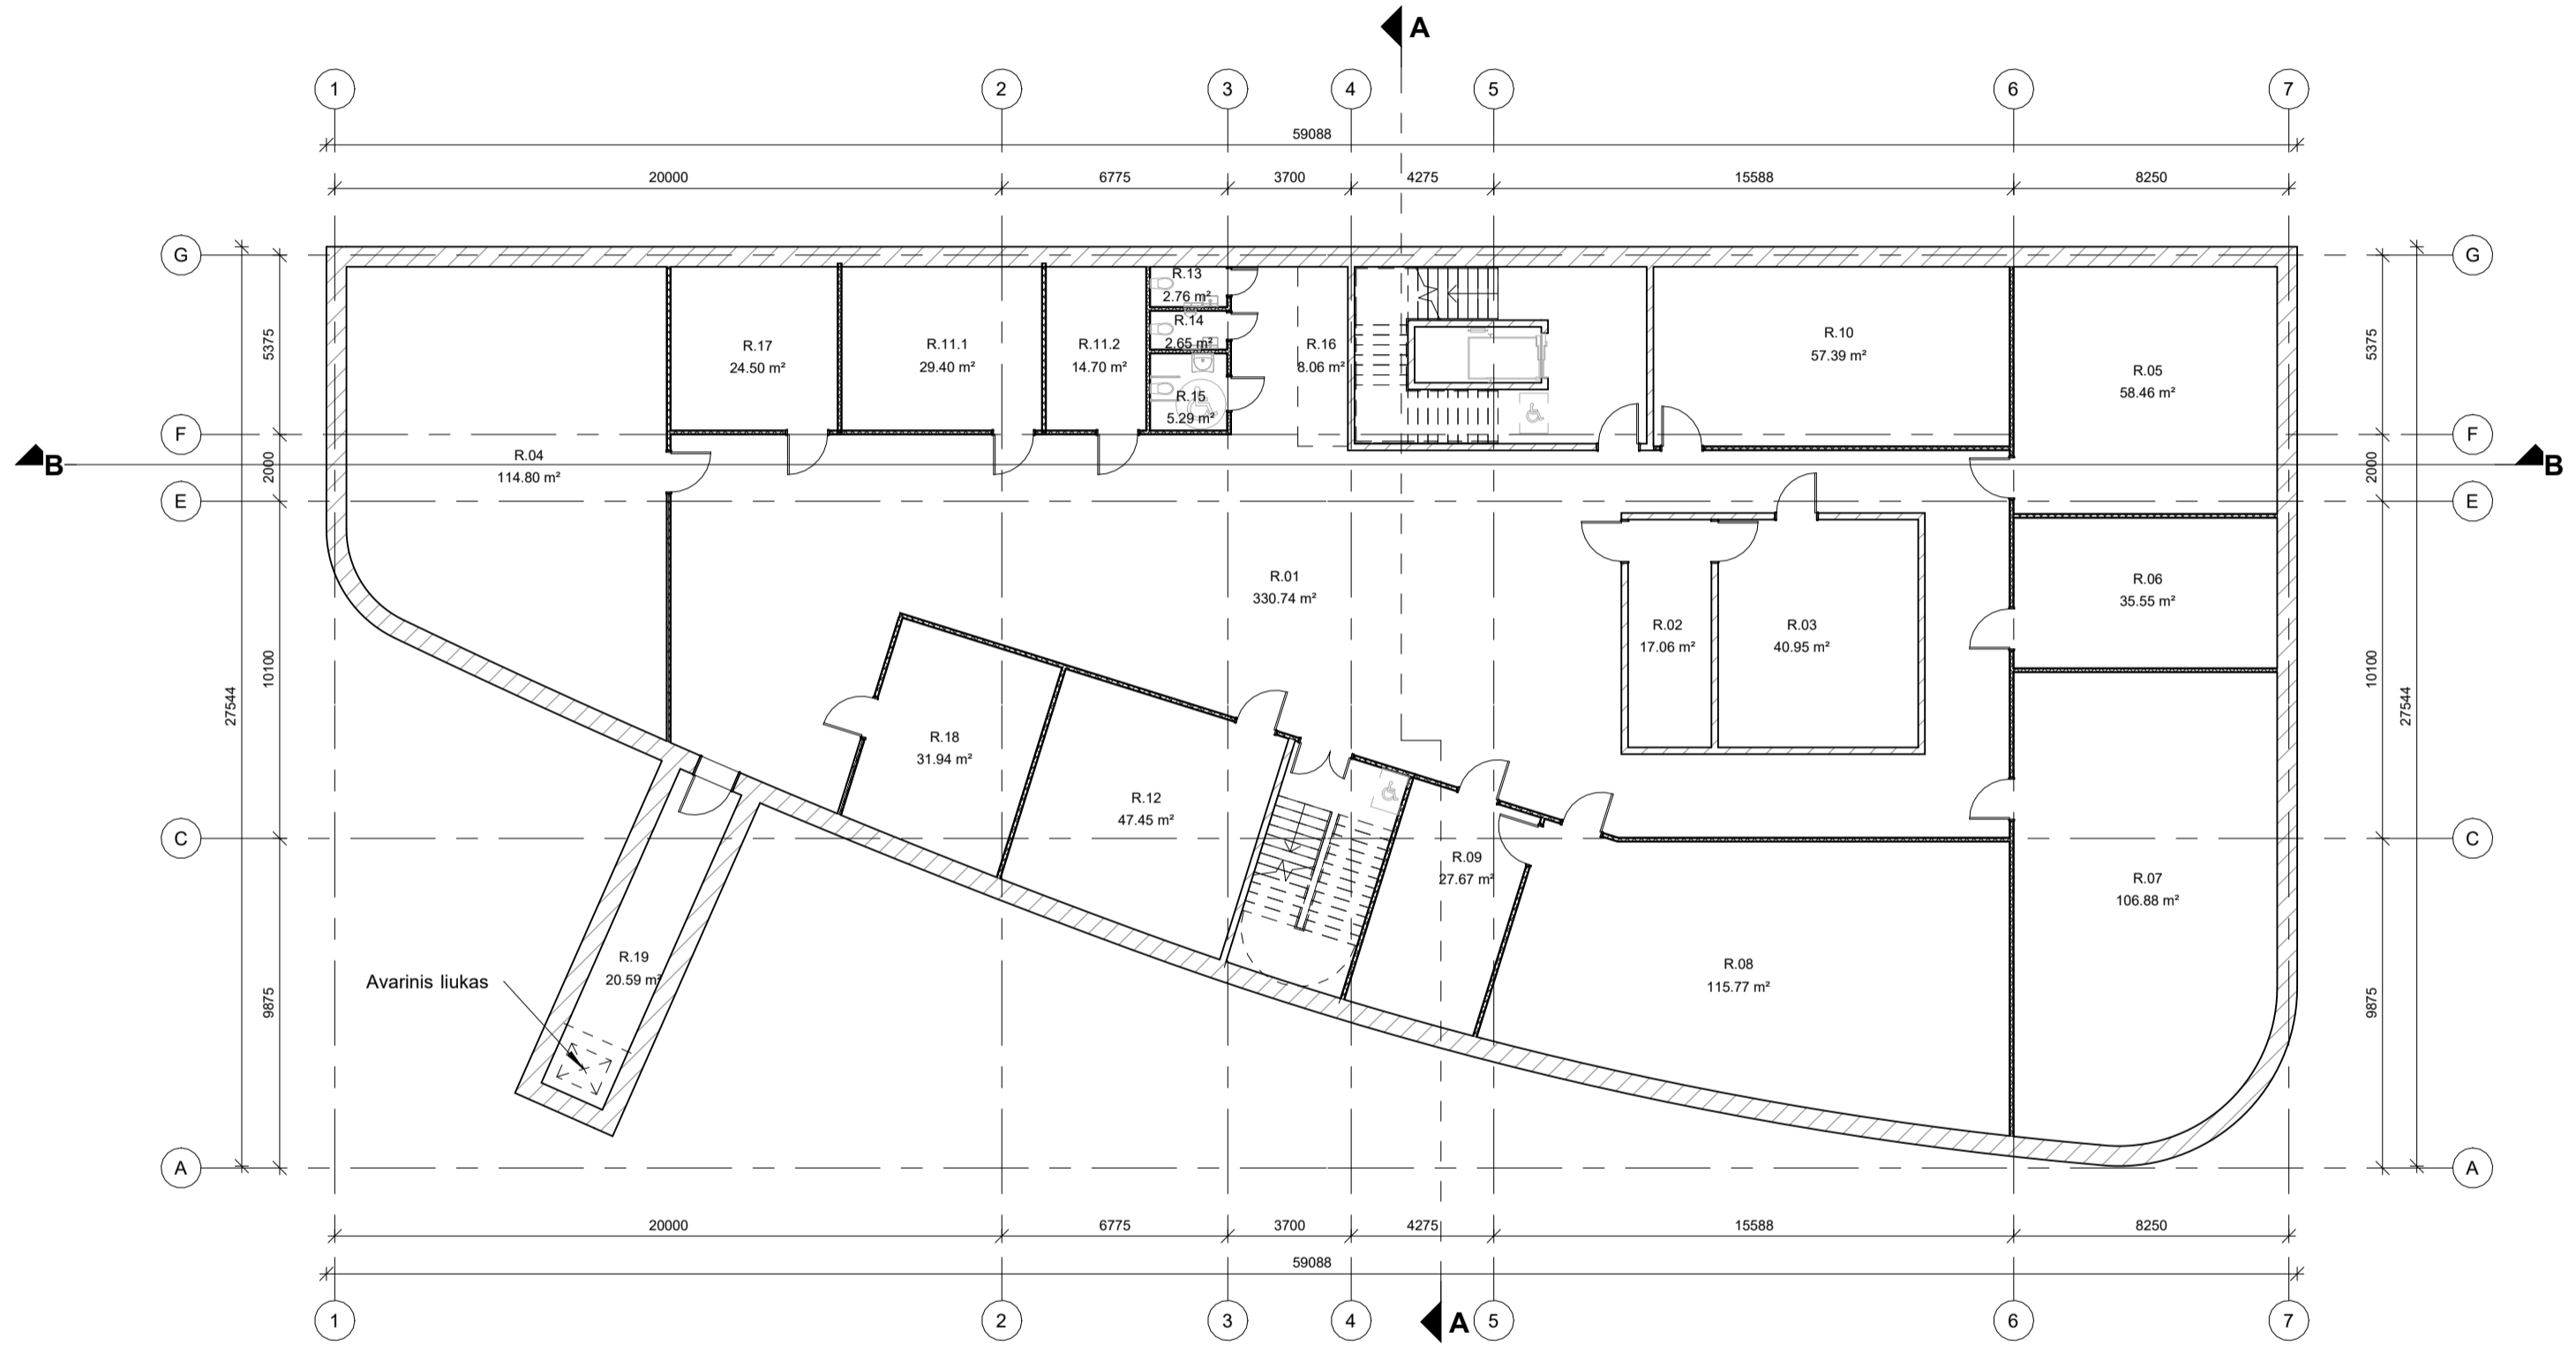 A
1 2 3 4 5 6 7
59088
20000 6775 3700 4275 15588 8250
G G
R.13
2.76 m²
R.14
2.65 m²
R.15
5.29 m²
R.17
24.50 m²
R.11.1
29.40 m²
R.11.2
14.70 m²
R.16
8.06 m²
R.10
57.39 m²
R.05
58.46 m²
5375 5375
F F
R.04
114.80 m²
B B
2000 2000
E E
R.01
330.74 m²
R.02
17.06 m²
R.03
40.95 m²
R.06
35.55 m²
10100 10100
27544 27544
R.18
31.94 m²
R.12
47.45 m²
C C
R.09
27.67 m²
R.07
106.88 m²
R.08
115.77 m²
R.19
20.59 m²
Avarinis liukas
9875 9875
A A
20000 6775 3700 4275 15588 8250
59088
1 2 3 4 5 6 7
A